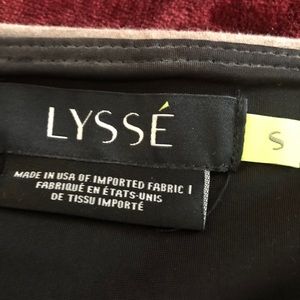 LYSSÉ
S
MADE IN USA OF IMPORTED FABRIC |
FABRIQUÉ EN ÉTATS-UNIS
DE TISSU IMPORTÉ